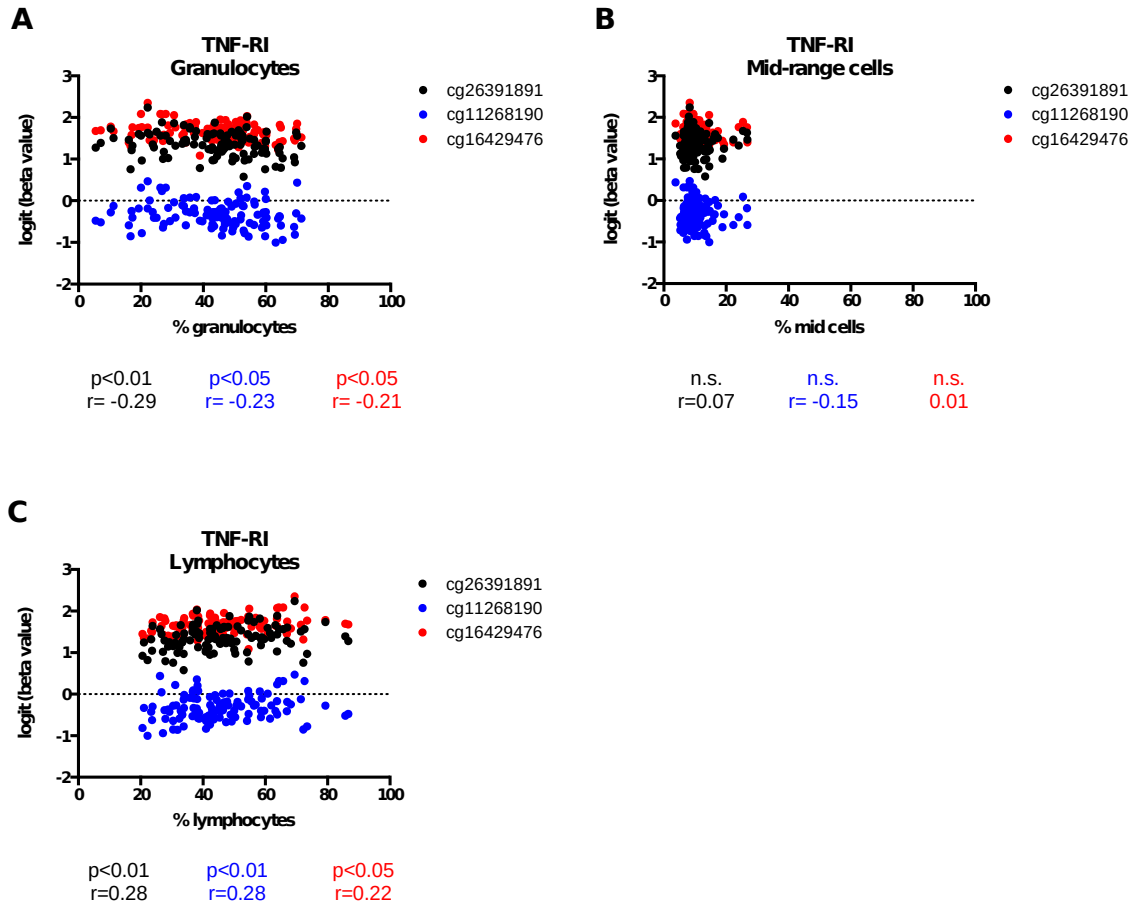 A
TNF-RI
Granulocytes
3
2
1
0
-1
-2
logit (beta value)
0 20 40 60 80 100
% granulocytes
cg26391891
cg11268190
cg16429476
p<0.01 p<0.05 p<0.05
r= -0.29 r= -0.23 r= -0.21
B
TNF-RI
Mid-range cells
3
2
1
0
-1
-2
logit (beta value)
0 20 40 60 80 100
% mid cells
cg26391891
cg11268190
cg16429476
n.s. n.s. n.s.
r=0.07 r= -0.15 0.01
C
TNF-RI
Lymphocytes
3
2
1
0
-1
-2
logit (beta value)
0 20 40 60 80 100
% lymphocytes
cg26391891
cg11268190
cg16429476
p<0.01 p<0.01 p<0.05
r=0.28 r=0.28 r=0.22